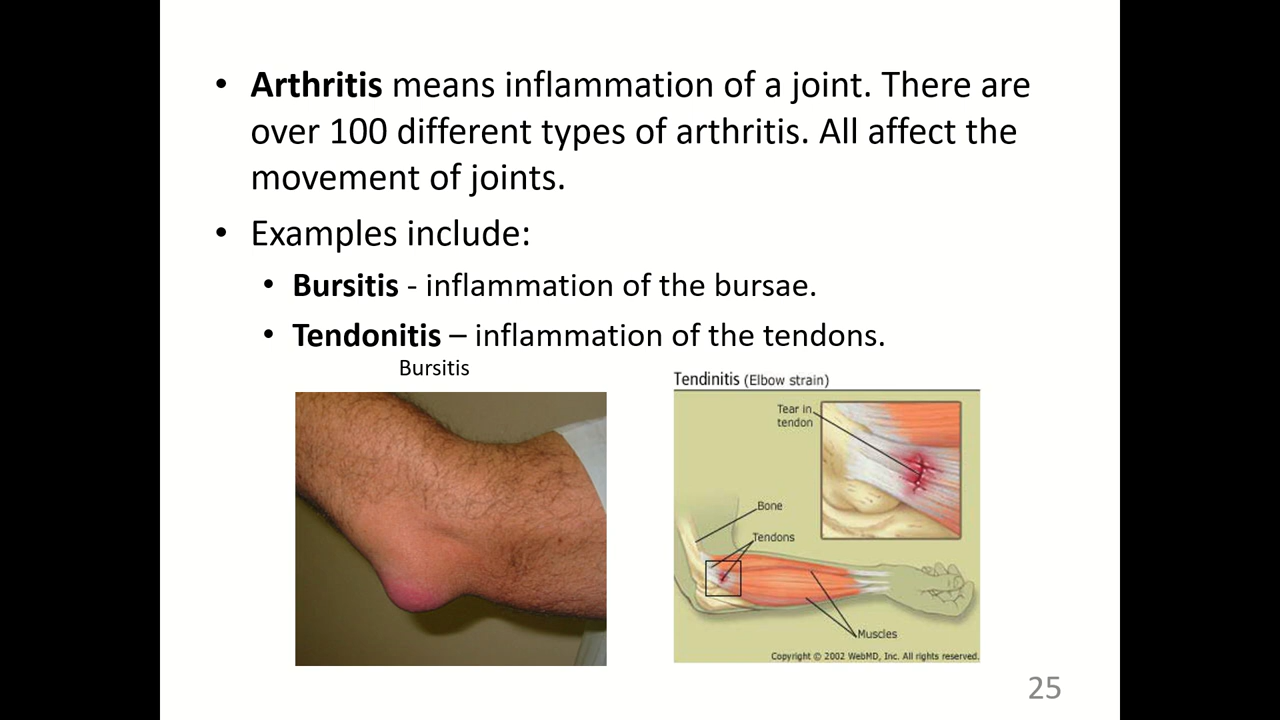 • Arthritis means inflammation of a joint. There are
over 100 different types of arthritis. All affect the
movement of joints.
• Examples include:
• Bursitis - inflammation of the bursae.
• Tendonitis – inflammation of the tendons.
Bursitis
Tendinitis (Elbow strain)
Tear in
tendon
Bone
Tendons
Muscles
Copyright © 2002 WebMD, Inc. All rights reserved.
25